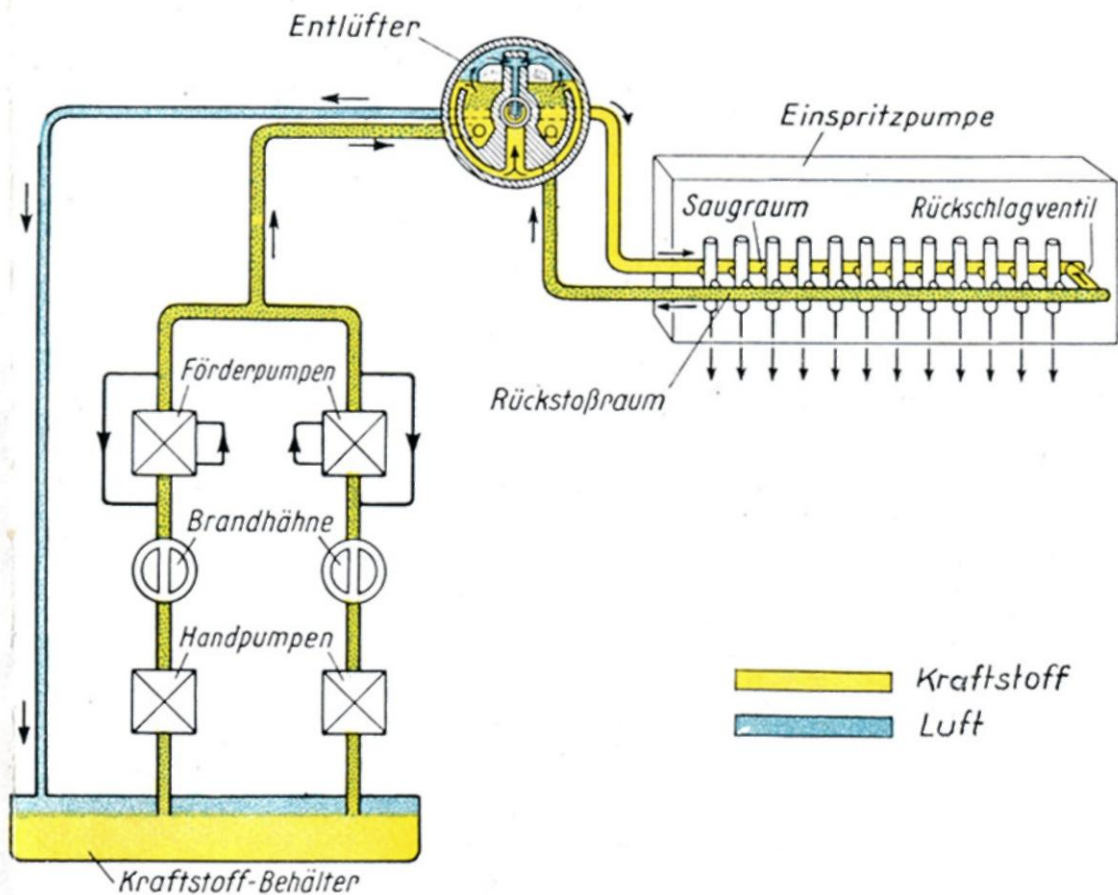 Entlüfter
Einspritzpumpe
Saugraum
Rückschlagventil
Förderpumpen
Rückstoßraum
Brandhähne
Handpumpen
Kraftstoff
Luft
Kraftstoff-Behälter